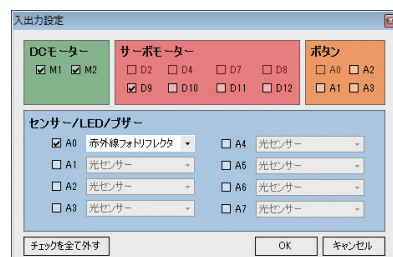 入出力設定
DCモーター
M1 M2
サーボモーター
D2 D4 D7 D8
D9 D10 D11 D12
ボタン
A0 A2
A1 A3
センサー/LED/ブザー
A0 赤外線フォトリフレクタ A4 光センサー
A1 光センサー A5 光センサー
A2 光センサー A6 光センサー
A3 光センサー A7 光センサー
チェックを全て外す OK キャンセル